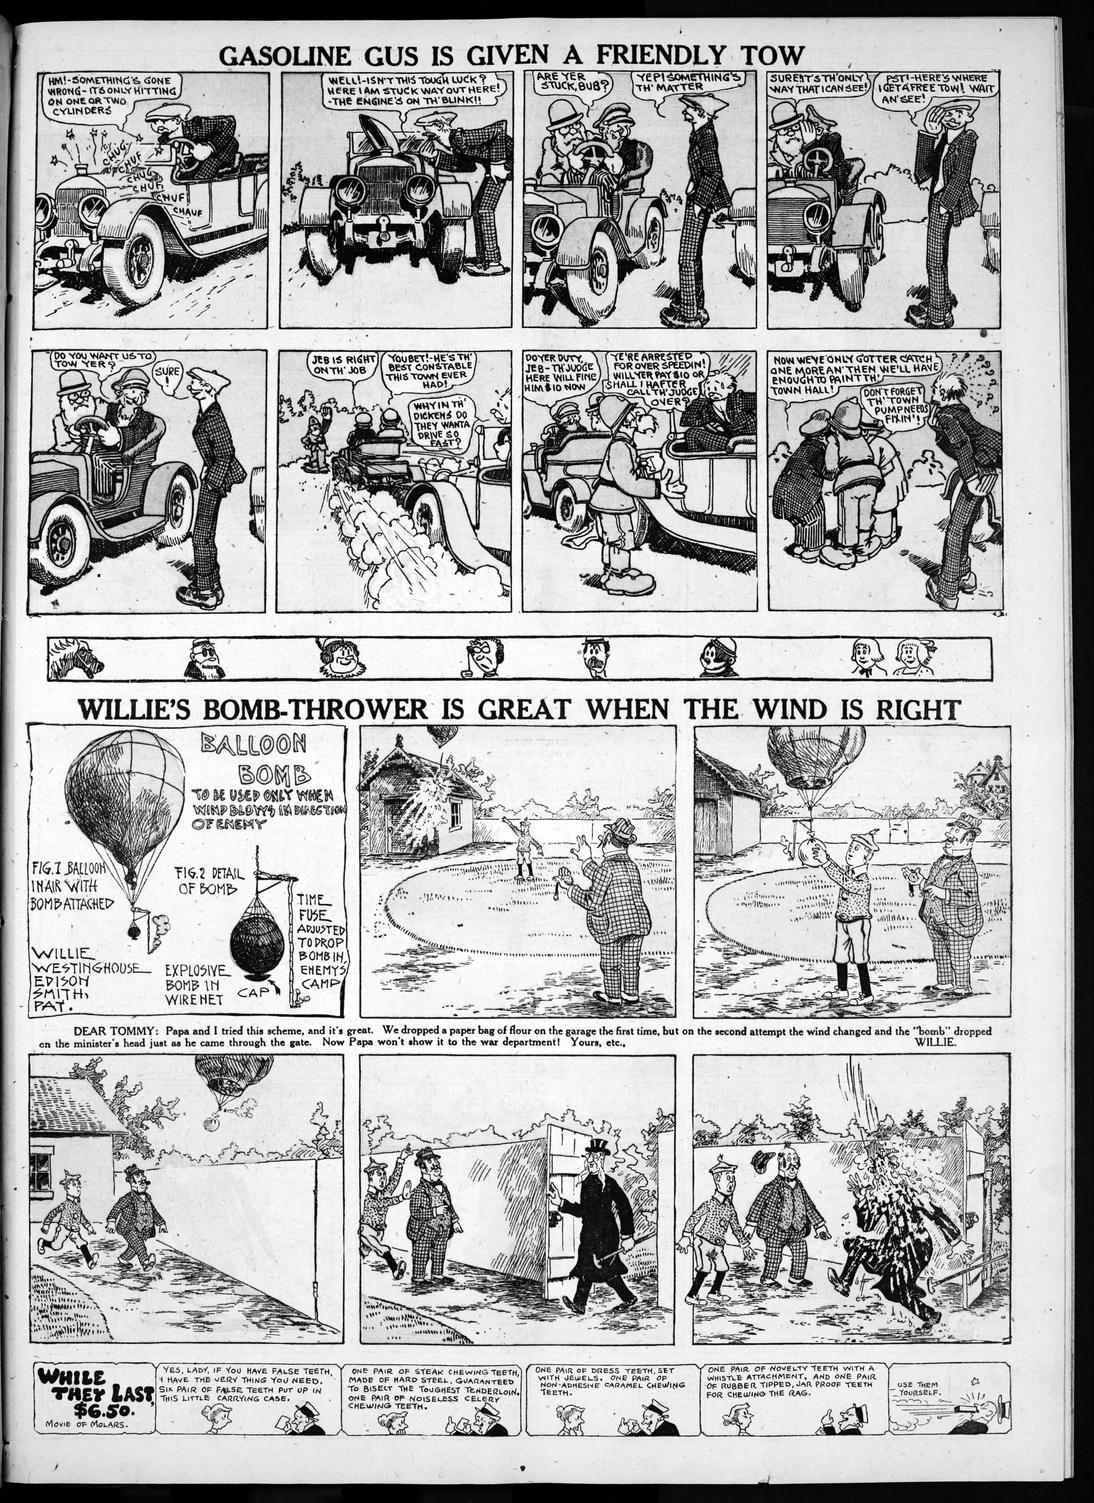 GASOLINE GUS IS GIVEN A FRIENDLY TOW
HM!-SOMETHING'S GONE
WRONG-IT'S ONLY HITTING
ON ONE OR TWO
CYLINDERS
CHUG
CHUF
CHUG
CHUF
CHUF
CHAUF
WELL!-ISN'T THIS TOUGH LUCK?
HERE I AM STUCK WAY OUT HERE!
-THE ENGINE'S ON TH' BLINK!!
ARE YER
STUCK, BUB?
YEP! SOMETHING'S
TH' MATTER
SURE! IT'S TH' ONLY
WAY THAT I CAN SEE!
PST!-HERE'S WHERE
I GET A FREE TOW! WAIT
AN' SEE!
DO YOU WANT US TO
TOW YER?
SURE
!
JEB IS RIGHT
ON TH' JOB
YOU BET!-HE'S TH'
BEST CONSTABLE
THIS TOWN EVER
HAD!
WHY IN TH'
DICKENS DO
THEY WANTA
DRIVE SO
FAST?
DO YER DUTY,
JEB-TH' JUDGE
HERE WILL FINE
HIM $10 NOW
YE'RE ARRESTED
FOR OVER SPEEDIN'!
WILL YER PAY $10 OR
SHALL I HAFTER
CALL TH' JUDGE
OVER?
NOW WE'VE ONLY GOTTER CATCH
ONE MORE AN' THEN WE'LL HAVE
ENOUGH TO PAINT TH'
TOWN HALL!
DON'T FORGET
TH' TOWN
PUMP NEEDS
FIXIN'!
WILLIE'S BOMB-THROWER IS GREAT WHEN THE WIND IS RIGHT
BALLOON
BOMB
TO BE USED ONLY WHEN
WIND BLOWS IN DIRECTION
OF ENEMY
FIG.1 BALLOON
IN AIR WITH
BOMB ATTACHED
FIG.2 DETAIL
OF BOMB
TIME
FUSE
ADJUSTED
TO DROP
BOMB IN
ENEMY'S
CAMP
WILLIE
WESTINGHOUSE
EDISON
SMITH,
PAT.
EXPLOSIVE
BOMB IN
WIRE NET
CAP
DEAR TOMMY: Papa and I tried this scheme, and it's great. We dropped a paper bag of flour on the garage the first time, but on the second attempt the wind changed and the "bomb" dropped
on the minister's head just as he came through the gate. Now Papa won't show it to the war department! Yours, etc., WILLIE.
WHILE
THEY LAST,
$6.50.
MOVIE OF MOLARS.
YES, LADY, IF YOU HAVE FALSE TEETH,
I HAVE THE VERY THING YOU NEED.
SIX PAIR OF FALSE TEETH PUT UP IN
THIS LITTLE CARRYING CASE.
ONE PAIR OF STEAK CHEWING TEETH,
MADE OF HARD STEEL, GUARANTEED
TO BISECT THE TOUGHEST TENDERLOIN,
ONE PAIR OF NOISELESS CELERY
CHEWING TEETH.
ONE PAIR OF DRESS TEETH, SET
WITH JEWELS. ONE PAIR OF
NON-ADHESIVE CARAMEL CHEWING
TEETH.
ONE PAIR OF NOVELTY TEETH WITH A
WHISTLE ATTACHMENT, AND ONE PAIR
OF RUBBER TIPPED, JAR PROOF TEETH
FOR CHEWING THE RAG.
USE THEM
YOURSELF.